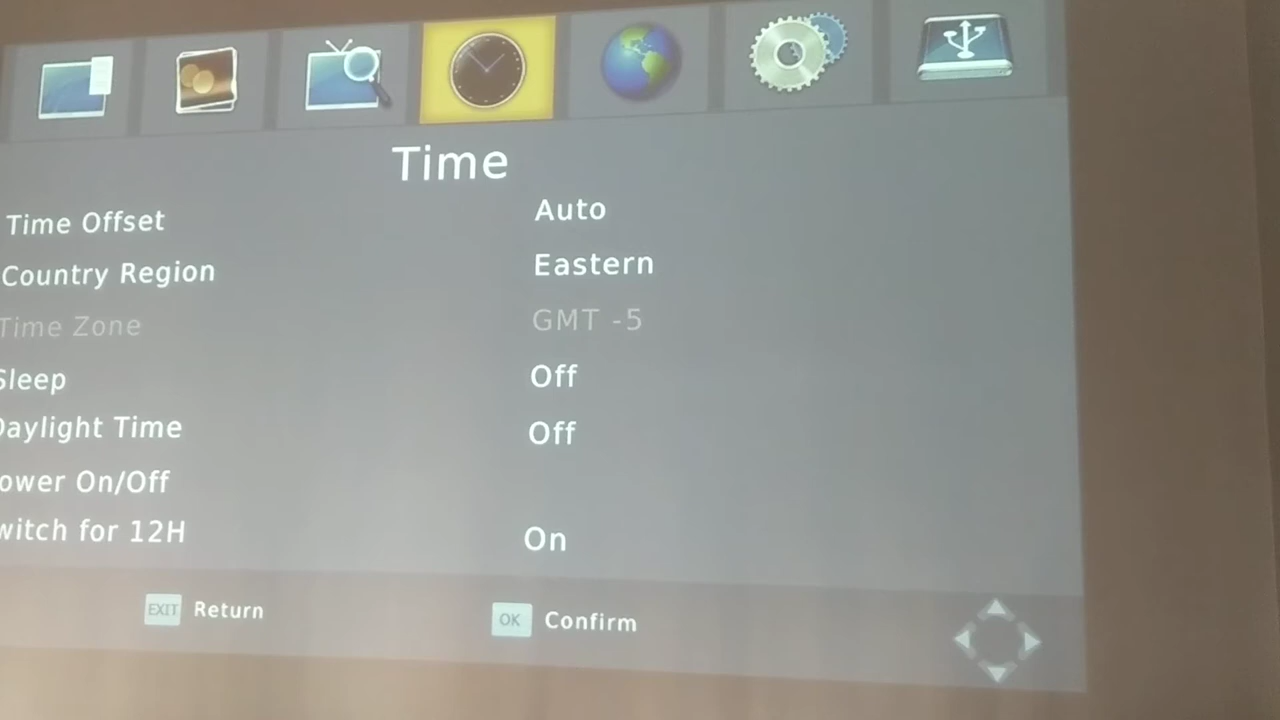 Time
Time Offset Auto
Country Region Eastern
Time Zone GMT -5
Sleep Off
Daylight Time Off
ower On/Off
witch for 12H On
EXIT Return OK Confirm